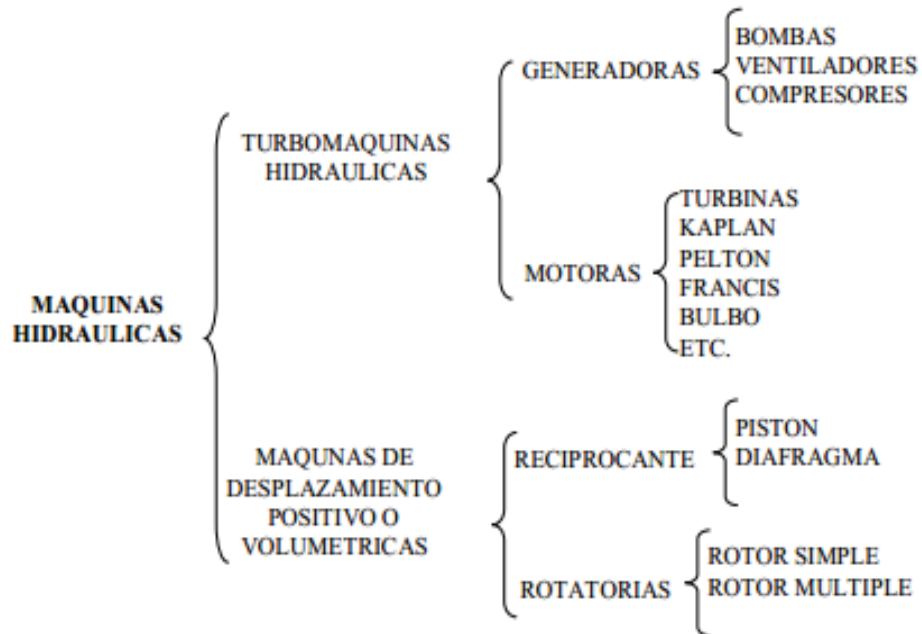 MAQUINAS
HIDRAULICAS
TURBOMAQUINAS
HIDRAULICAS
GENERADORAS
BOMBAS
VENTILADORES
COMPRESORES
MOTORAS
TURBINAS
KAPLAN
PELTON
FRANCIS
BULBO
ETC.
MAQUNAS DE
DESPLAZAMIENTO
POSITIVO O
VOLUMETRICAS
RECIPROCANTE
PISTON
DIAFRAGMA
ROTATORIAS
ROTOR SIMPLE
ROTOR MULTIPLE